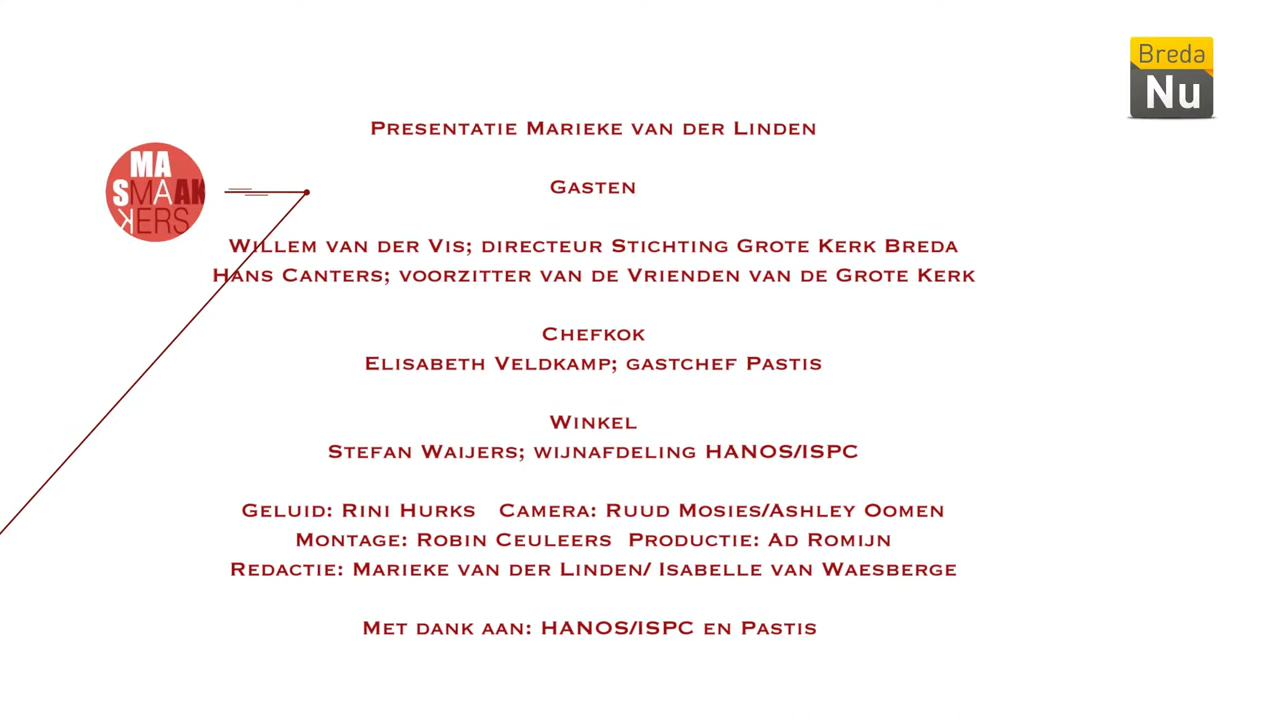 Breda
Nu
PRESENTATIE MARIEKE VAN DER LINDEN
MA
SMAAK
KERS
GASTEN
WILLEM VAN DER VIS; DIRECTEUR STICHTING GROTE KERK BREDA
HANS CANTERS; VOORZITTER VAN DE VRIENDEN VAN DE GROTE KERK
CHEFKOK
ELISABETH VELDKAMP; GASTCHEF PASTIS
WINKEL
STEFAN WAIJERS; WIJNAFDELING HANOS/ISPC
GELUID: RINI HURKS CAMERA: RUUD MOSIES/ASHLEY OOMEN
MONTAGE: ROBIN CEULEERS PRODUCTIE: AD ROMIJN
REDACTIE: MARIEKE VAN DER LINDEN/ ISABELLE VAN WAESBERGE
MET DANK AAN: HANOS/ISPC EN PASTIS